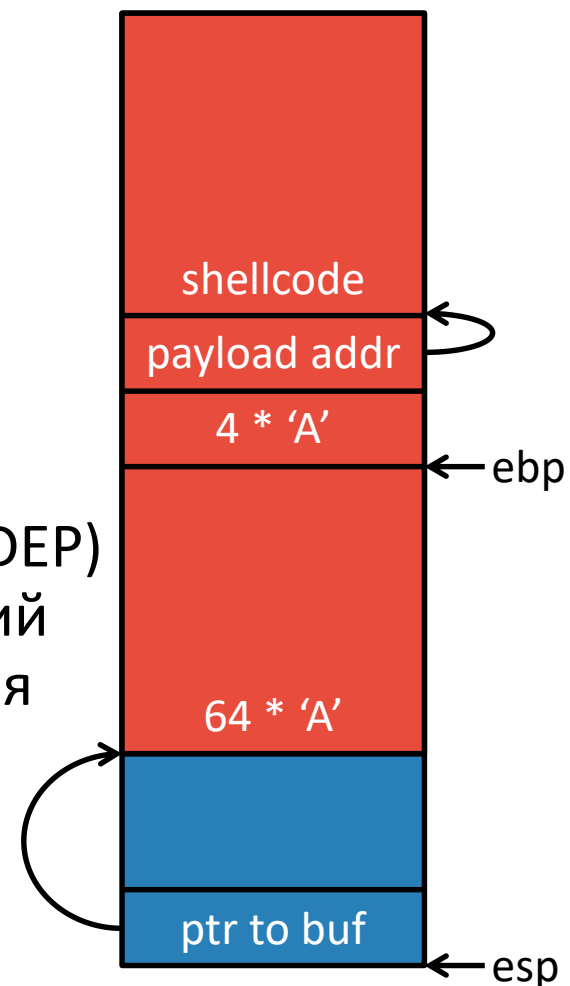 shellcode
payload addr
4 * ‘A’
ebp
DEP)
ий
я
64 * ‘A’
ptr to buf
esp